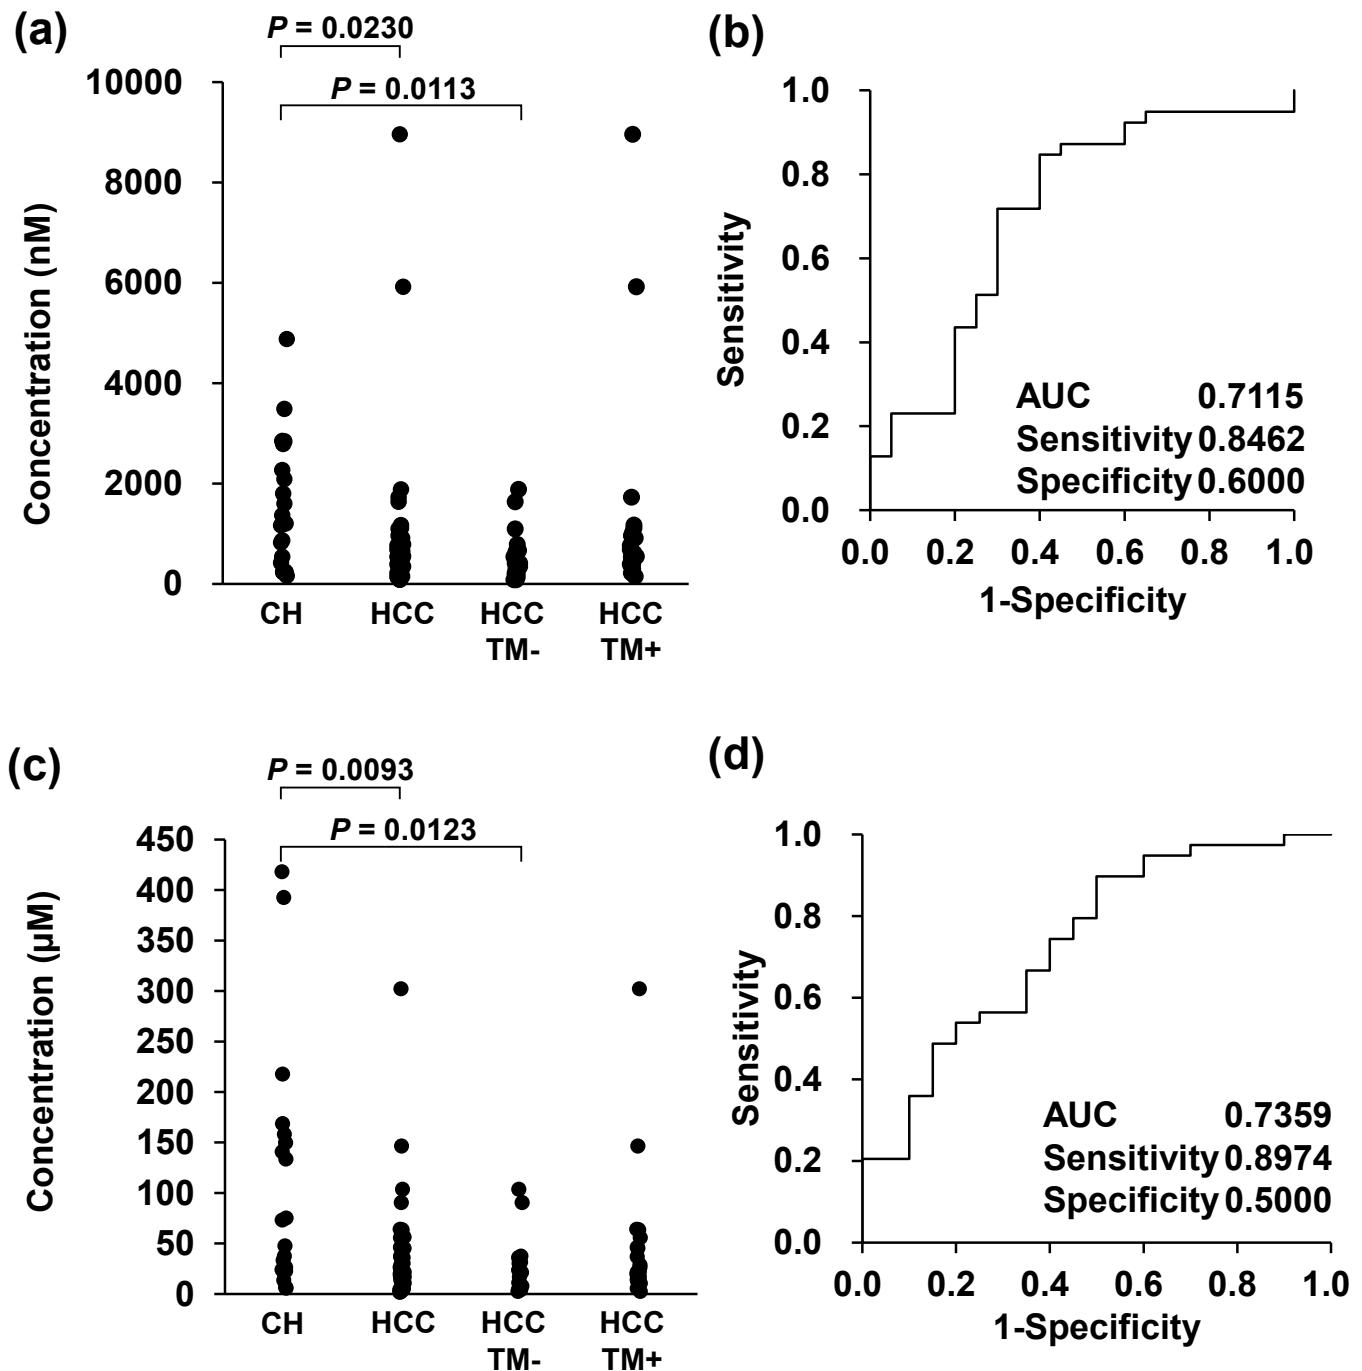 (a)
P = 0.0230
P = 0.0113
Concentration (nM)
10000
8000
6000
4000
2000
0
CH
HCC
HCC
TM-
HCC
TM+
(b)
Sensitivity
1.0
0.8
0.6
0.4
0.2
0.0
AUC 0.7115
Sensitivity 0.8462
Specificity 0.6000
0.0 0.2 0.4 0.6 0.8 1.0
1-Specificity
(c)
P = 0.0093
P = 0.0123
Concentration (µM)
450
400
350
300
250
200
150
100
50
0
CH
HCC
HCC
TM-
HCC
TM+
(d)
Sensitivity
1.0
0.8
0.6
0.4
0.2
0.0
AUC 0.7359
Sensitivity 0.8974
Specificity 0.5000
0.0 0.2 0.4 0.6 0.8 1.0
1-Specificity